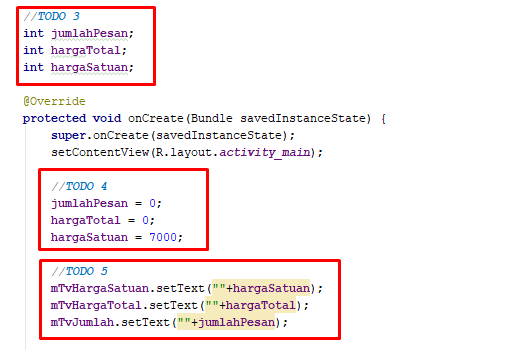 //TODO 3
int jumlahPesan;
int hargaTotal;
int hargaSatuan;
@Override
protected void onCreate(Bundle savedInstanceState) {
super.onCreate(savedInstanceState);
setContentView(R.layout.activity_main);
//TODO 4
jumlahPesan = 0;
hargaTotal = 0;
hargaSatuan = 7000;
//TODO 5
mTvHargaSatuan.setText(""+hargaSatuan);
mTvHargaTotal.setText(""+hargaTotal);
mTvJumlah.setText(""+jumlahPesan);